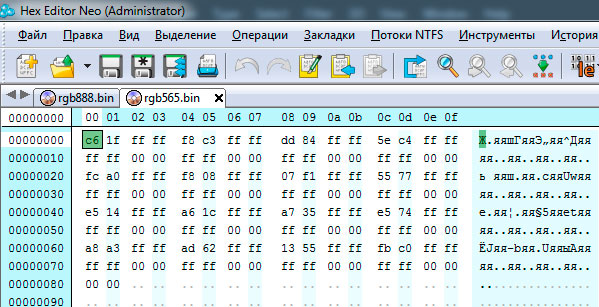 Hex Editor Neo (Administrator)
Файл Правка Вид Выделение Операции Закладки Потоки NTFS Инструменты История
rgb888.bin rgb565.bin
00000000 00 01 02 03 04 05 06 07 08 09 0a 0b 0c 0d 0e 0f
00000000 c6 1f ff ff f8 c3 ff ff dd 84 ff ff 5e c4 ff ff Ж.яяшГяяЭ„яя^Дяя
00000010 ff ff 00 00 ff ff 00 00 ff ff 00 00 ff ff 00 00 яя..яя..яя..яя..
00000020 fc a0 ff ff f8 08 ff ff 07 f1 ff ff 55 77 ff ff ь яяш.яя.сяяUwяя
00000030 ff ff 00 00 ff ff 00 00 ff ff 00 00 ff ff 00 00 яя..яя..яя..яя..
00000040 e5 14 ff ff a6 1c ff ff a7 35 ff ff e5 74 ff ff е.яя¦.яя§5яяеtяя
00000050 ff ff 00 00 ff ff 00 00 ff ff 00 00 ff ff 00 00 яя..яя..яя..яя..
00000060 a8 a3 ff ff ad 62 ff ff 13 55 ff ff fb c0 ff ff ЁЈяя-bяя.UяяыАяя
00000070 ff ff 00 00 ff ff 00 00 ff ff 00 00 ff ff 00 00 яя..яя..яя..яя..
00000080 00 00 .. .. .. .. .. .. .. .. .. .. .. .. .. .. ..
00000090